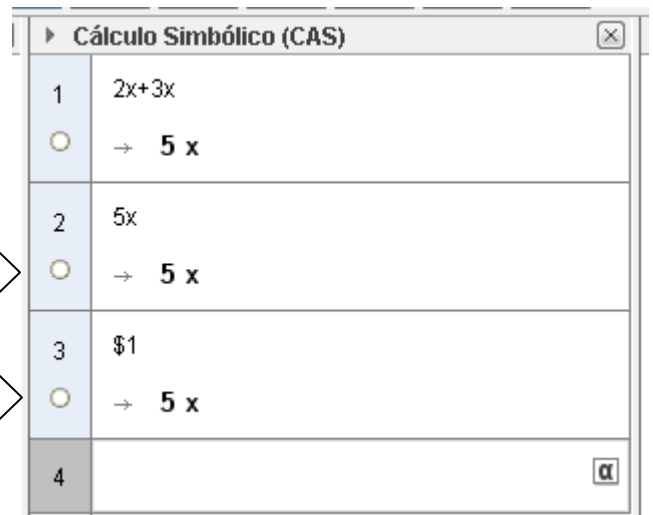 Cálculo Simbólico (CAS)
1
2x+3x
→ 5 x
2
5x
→ 5 x
3
$1
→ 5 x
4
α